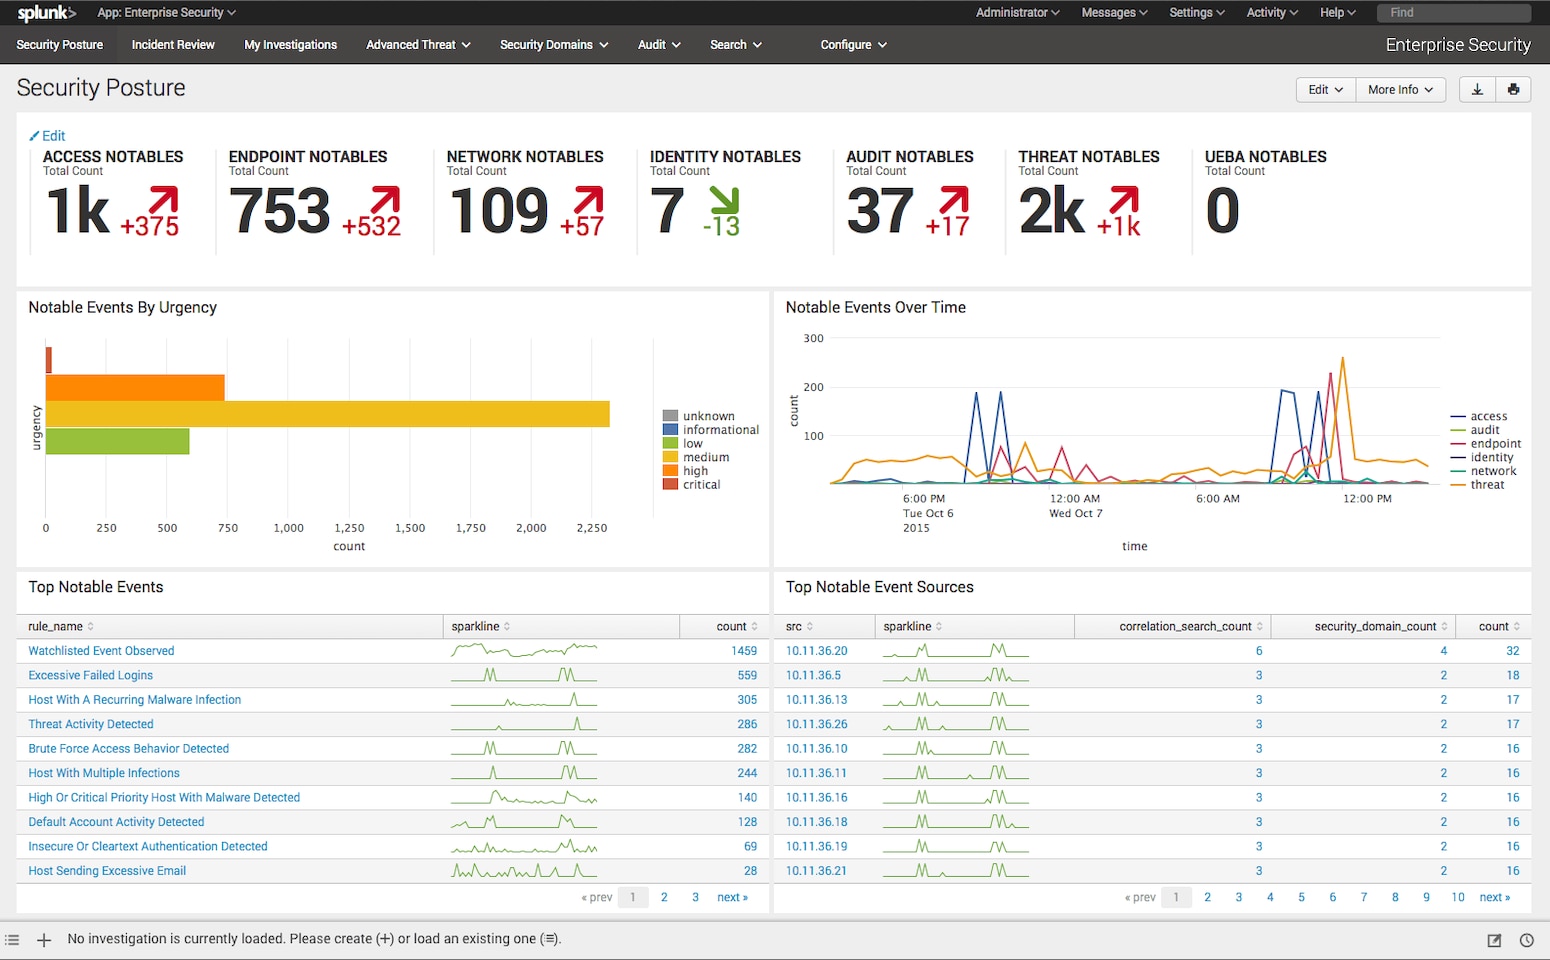 splunk> App: Enterprise Security Administrator Messages Settings Activity Help Find
Security Posture Incident Review My Investigations Advanced Threat Security Domains Audit Search Configure Enterprise Security
Security Posture Edit More Info
Edit
ACCESS NOTABLES
Total Count
1k +375
ENDPOINT NOTABLES
Total Count
753 +532
NETWORK NOTABLES
Total Count
109 +57
IDENTITY NOTABLES
Total Count
7 -13
AUDIT NOTABLES
Total Count
37 +17
THREAT NOTABLES
Total Count
2k +1k
UEBA NOTABLES
Total Count
0
Notable Events By Urgency
urgency
unknown
informational
low
medium
high
critical
0 250 500 750 1,000 1,250 1,500 1,750 2,000 2,250
count
Notable Events Over Time
300
200
100
count
access
audit
endpoint
identity
network
threat
6:00 PM 12:00 AM 6:00 AM 12:00 PM
Tue Oct 6 Wed Oct 7
2015
time
Top Notable Events
rule_name sparkline count
Watchlisted Event Observed 1459
Excessive Failed Logins 559
Host With A Recurring Malware Infection 305
Threat Activity Detected 286
Brute Force Access Behavior Detected 282
Host With Multiple Infections 244
High Or Critical Priority Host With Malware Detected 140
Default Account Activity Detected 128
Insecure Or Cleartext Authentication Detected 69
Host Sending Excessive Email 28
« prev 1 2 3 next »
Top Notable Event Sources
src sparkline correlation_search_count security_domain_count count
10.11.36.20 6 4 32
10.11.36.5 3 2 18
10.11.36.13 3 2 17
10.11.36.26 3 2 17
10.11.36.10 3 2 16
10.11.36.11 3 2 16
10.11.36.16 3 2 16
10.11.36.18 3 2 16
10.11.36.19 3 2 16
10.11.36.21 3 2 16
« prev 1 2 3 4 5 6 7 8 9 10 next »
No investigation is currently loaded. Please create (+) or load an existing one (≡).